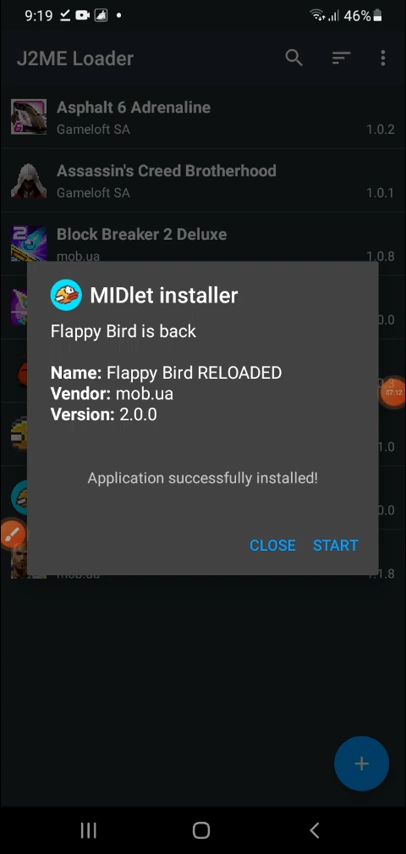 9:19
46%
J2ME Loader
Asphalt 6 Adrenaline
Gameloft SA
1.0.2
Assassin's Creed Brotherhood
Gameloft SA
1.0.1
Block Breaker 2 Deluxe
mob.ua
1.0.8
MIDlet installer
Flappy Bird is back
Name: Flappy Bird RELOADED
Vendor: mob.ua
Version: 2.0.0
07:12
Application successfully installed!
CLOSE START
mob.ua